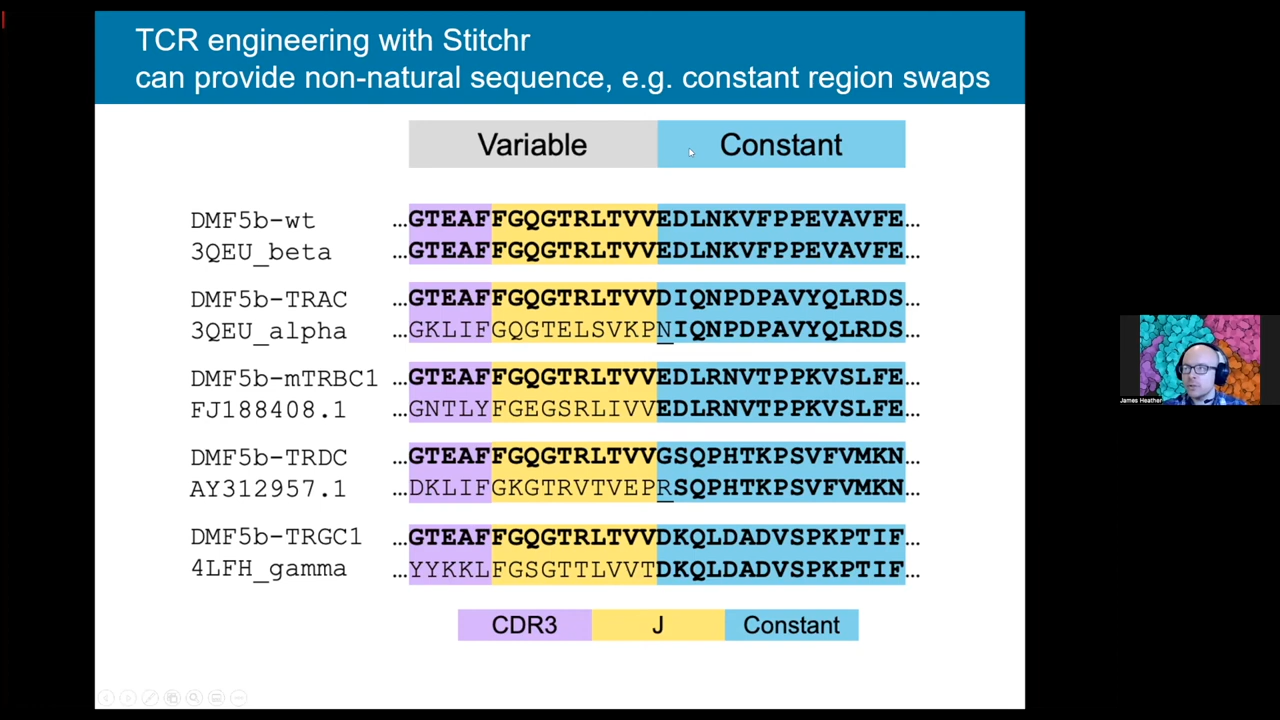 TCR engineering with Stitchr
can provide non-natural sequence, e.g. constant region swaps
Variable Constant
DMF5b-wt ...GTEAFFGQGTRLTVVEDLNKVFPPEVAVFE...
3QEU_beta ...GTEAFFGQGTRLTVVEDLNKVFPPEVAVFE...
DMF5b-TRAC ...GTEAFFGQGTRLTVVDIQNPDPAVYQLRDS...
3QEU_alpha ...GKLIFGQGTELSVKPNIQNPDPAVYQLRDS...
DMF5b-mTRBC1 ...GTEAFFGQGTRLTVVEDLRNVTPPKVSLFE...
FJ188408.1 ...GNTLYFGEGSRLIVVEDLRNVTPPKVSLFE...
DMF5b-TRDC ...GTEAFFGQGTRLTVVGSQPHTKPSVFVMKN...
AY312957.1 ...DKLIFGKGTRVTVEPRSQPHTKPSVFVMKN...
DMF5b-TRGC1 ...GTEAFFGQGTRLTVVDKQLDADVSPKPTIF...
4LFH_gamma ...YYKKLFGSGTTLVVTDKQLDADVSPKPTIF...
CDR3 J Constant
James Heather